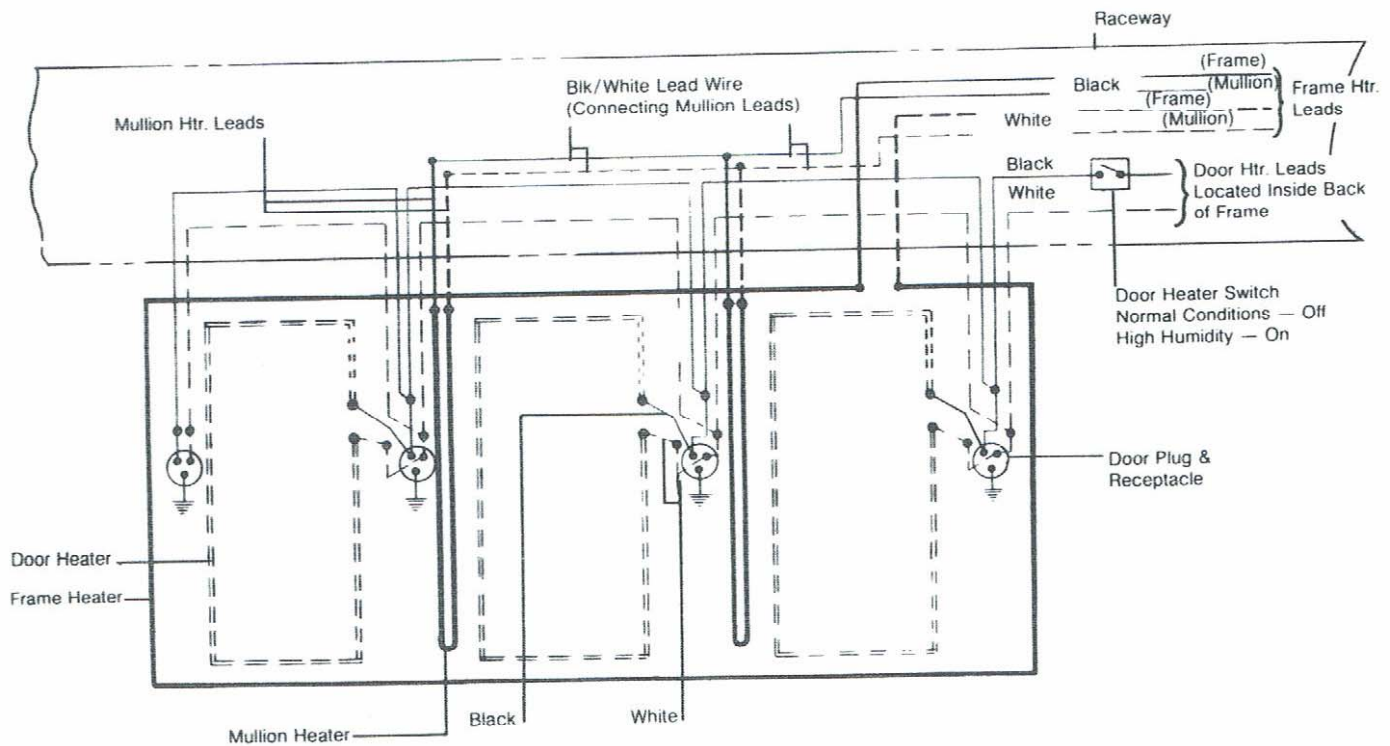 Raceway
Blk/White Lead Wire
(Connecting Mullion Leads)
Mullion Htr. Leads
(Frame)
Black
(Mullion)
(Frame)
White
(Mullion)
Frame Htr.
Leads
Black
White
Door Htr. Leads
Located Inside Back
of Frame
Door Heater Switch
Normal Conditions — Off
High Humidity — On
Door Plug &
Receptacle
Door Heater
Frame Heater
Black
White
Mullion Heater